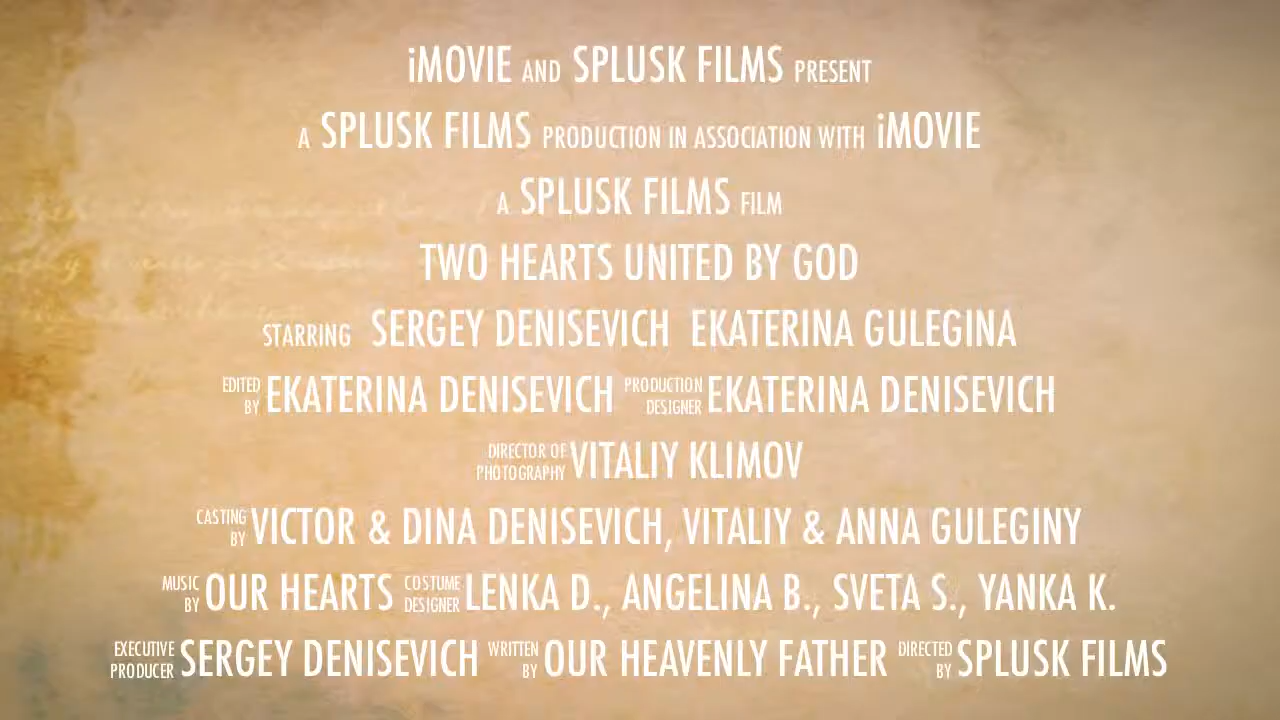 iMOVIE AND SPLUSK FILMS PRESENT
A SPLUSK FILMS PRODUCTION IN ASSOCIATION WITH iMOVIE
A SPLUSK FILMS FILM
TWO HEARTS UNITED BY GOD
STARRING SERGEY DENISEVICH EKATERINA GULEGINA
EDITED BY EKATERINA DENISEVICH PRODUCTION DESIGNER EKATERINA DENISEVICH
DIRECTOR OF PHOTOGRAPHY VITALIY KLIMOV
CASTING BY VICTOR & DINA DENISEVICH, VITALIY & ANNA GULEGINY
MUSIC BY OUR HEARTS COSTUME DESIGNER LENKA D., ANGELINA B., SVETA S., YANKA K.
EXECUTIVE PRODUCER SERGEY DENISEVICH WRITTEN BY OUR HEAVENLY FATHER DIRECTED BY SPLUSK FILMS